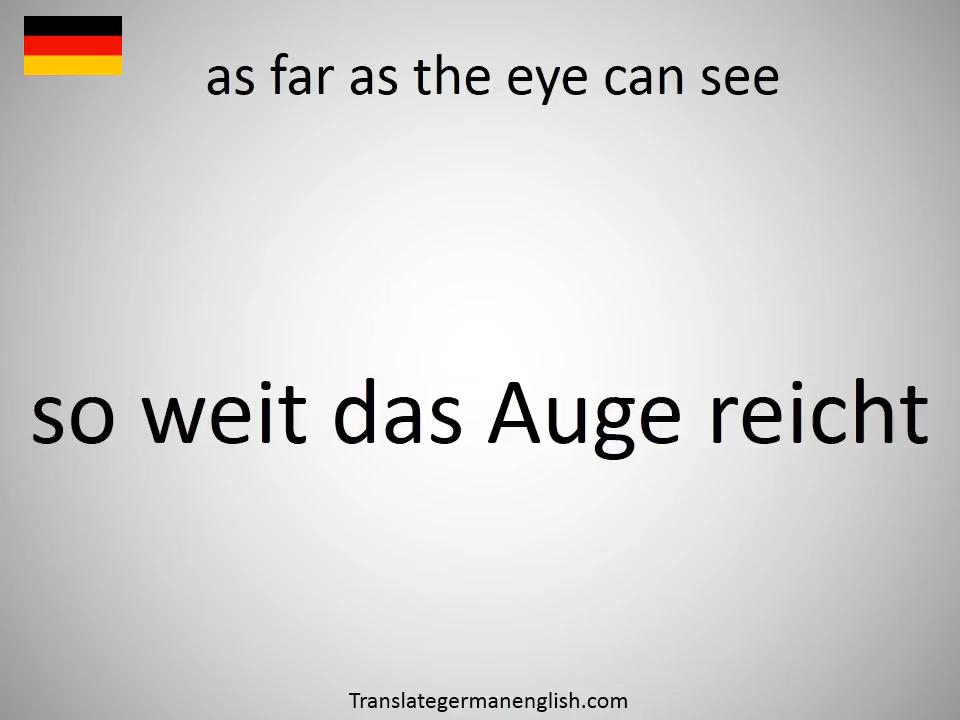 as far as the eye can see
so weit das Auge reicht
Translategermanenglish.com